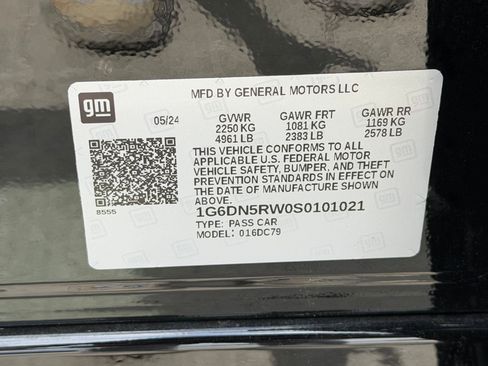 gm
MFD BY GENERAL MOTORS LLC
05/24 GVWR GAWR FRT GAWR RR
2250 KG 1081 KG 1169 KG
4961 LB 2383 LB 2578 LB
THIS VEHICLE CONFORMS TO ALL
APPLICABLE U.S. FEDERAL MOTOR
VEHICLE SAFETY, BUMPER, AND THEFT
PREVENTION STANDARDS IN EFFECT ON
THE DATE OF MANUFACTURE SHOWN
ABOVE.
8555
1G6DN5RW0S0101021
TYPE: PASS CAR
MODEL: 016DC79